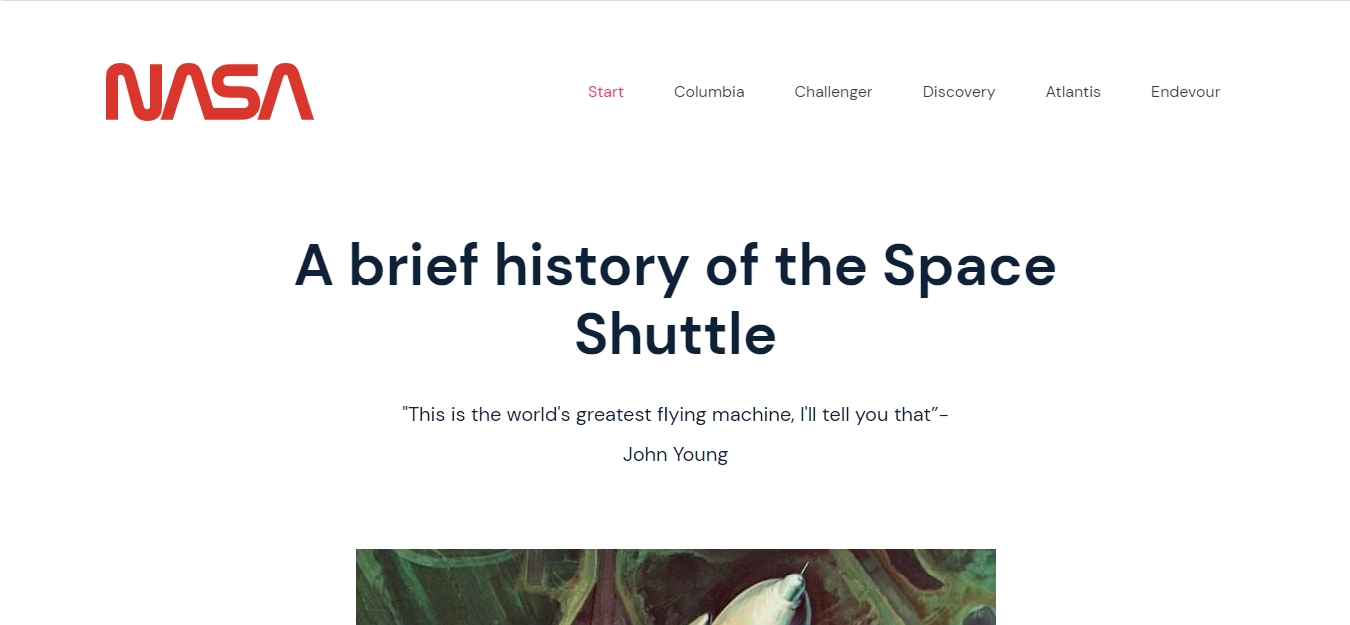 NASA
Start Columbia Challenger Discovery Atlantis Endevour
A brief history of the Space
Shuttle
"This is the world's greatest flying machine, I'll tell you that”-
John Young